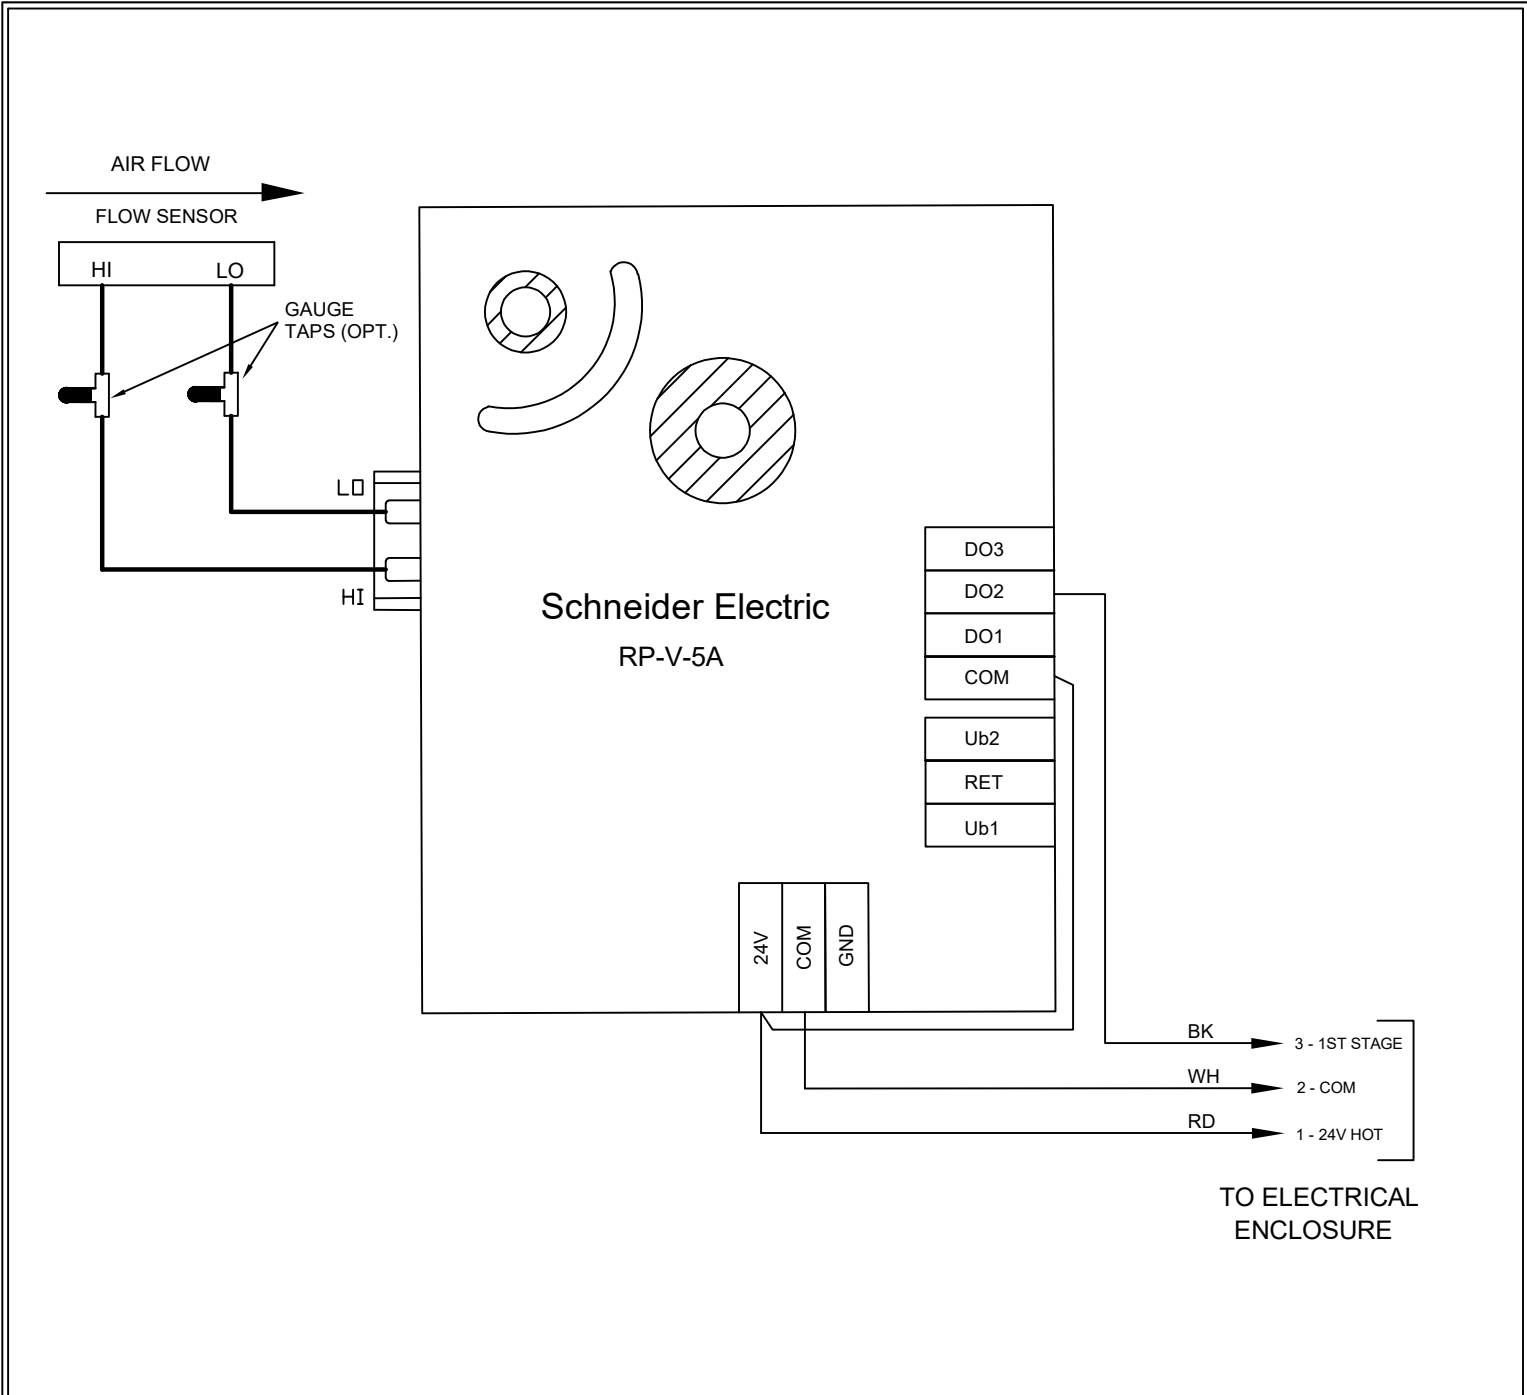 AIR FLOW
FLOW SENSOR
HI
LO
GAUGE
TAPS (OPT.)
LO
HI
Schneider Electric
RP-V-5A
DO3
DO2
DO1
COM
Ub2
RET
Ub1
24V
COM
GND
BK
3 - 1ST STAGE
WH
2 - COM
RD
1 - 24V HOT
TO ELECTRICAL
ENCLOSURE